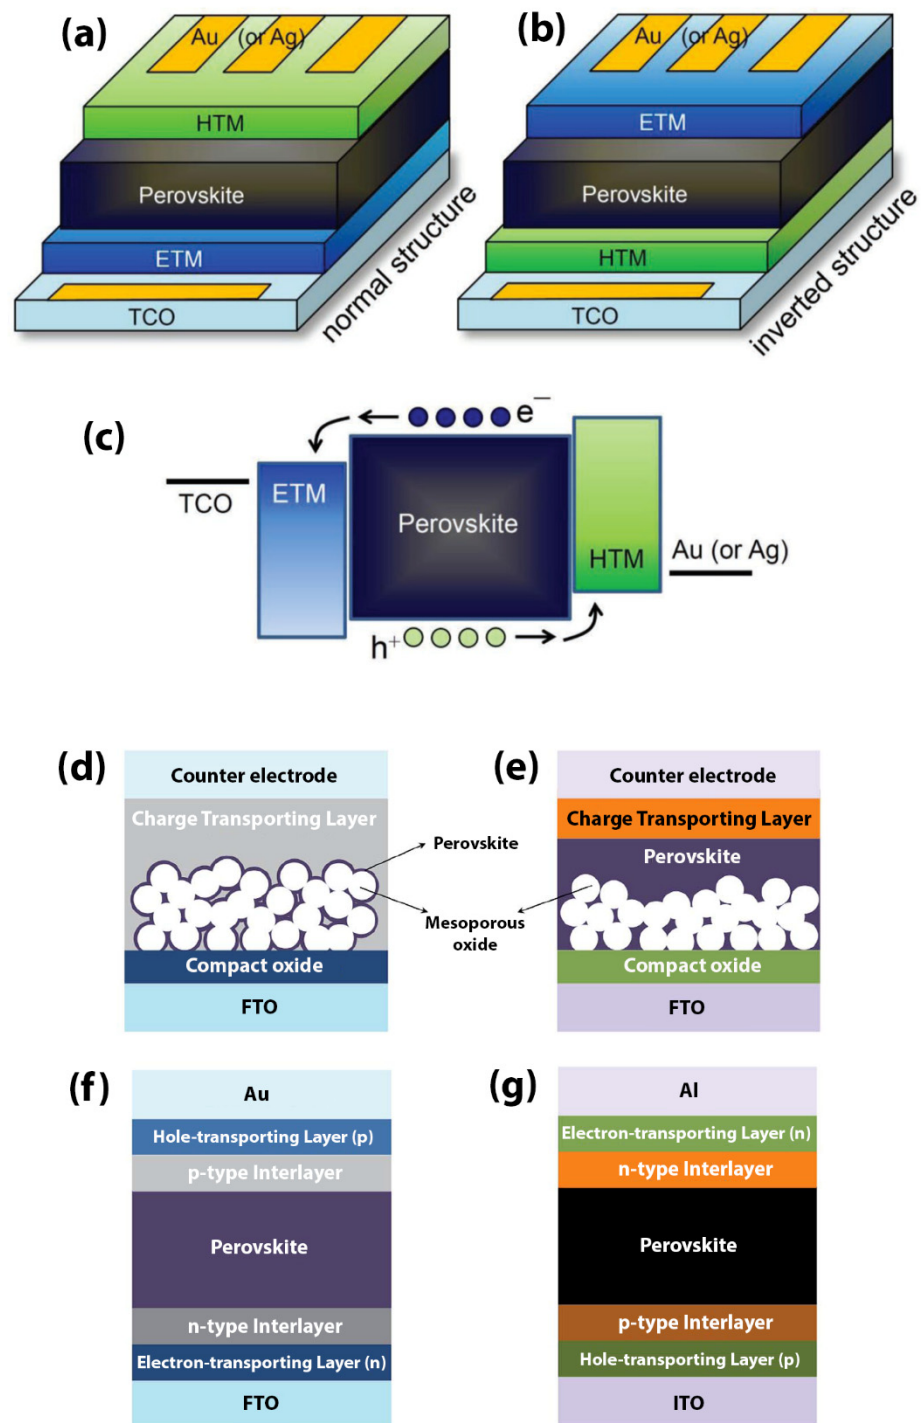 (a)
Au (or Ag)
HTM
Perovskite
ETM
TCO
normal structure
(b)
Au (or Ag)
ETM
Perovskite
HTM
TCO
inverted structure
(c)
e⁻
TCO
ETM
Perovskite
HTM
Au (or Ag)
h⁺
(d)
Counter electrode
Charge Transporting Layer
Compact oxide
FTO
Perovskite
Mesoporous
oxide
(e)
Counter electrode
Charge Transporting Layer
Perovskite
Compact oxide
FTO
(f)
Au
Hole-transporting Layer (p)
p-type Interlayer
Perovskite
n-type Interlayer
Electron-transporting Layer (n)
FTO
(g)
Al
Electron-transporting Layer (n)
n-type Interlayer
Perovskite
p-type Interlayer
Hole-transporting Layer (p)
ITO